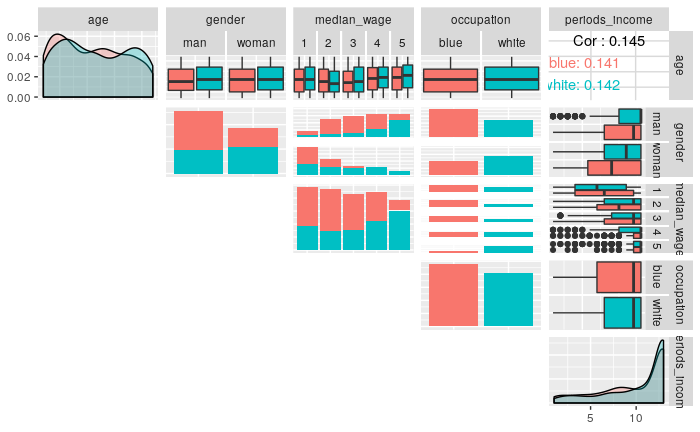 age
gender
median_wage
occupation
periods_income
man
woman
1
2
3
4
5
blue
white
0.06
0.04
0.02
0.00
Cor : 0.145
blue: 0.141
white: 0.142
age
man
woman
gender
1
2
3
4
5
median_wage
blue
white
occupation
periods_income
5
10